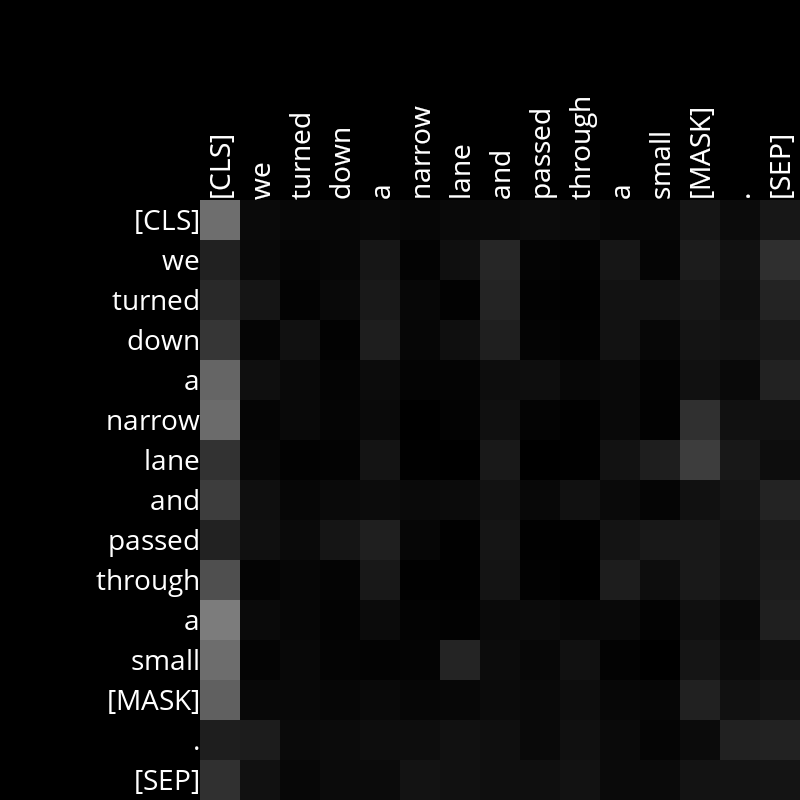 [CLS] we turned down a narrow lane and passed through a small [MASK] . [SEP]
[CLS]
we
turned
down
a
narrow
lane
and
passed
through
a
small
[MASK]
.
[SEP]